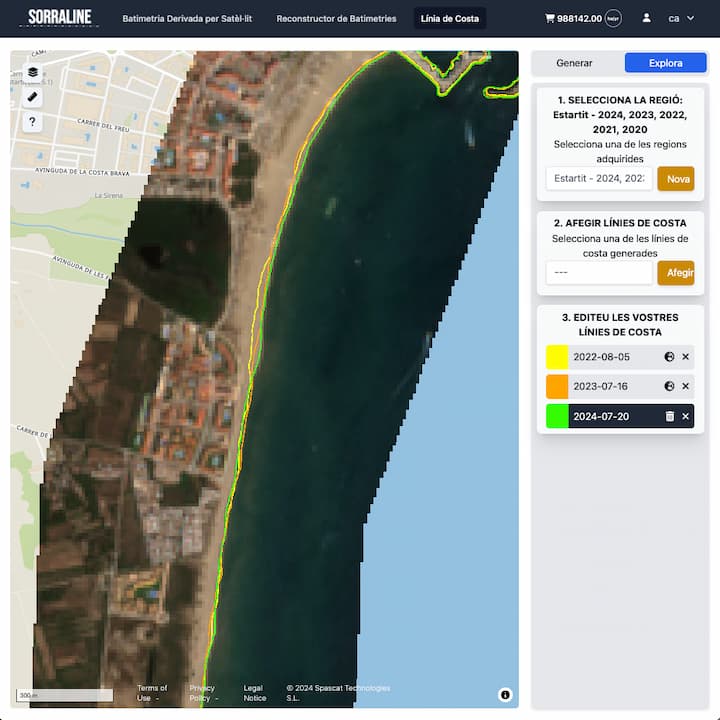 SORRALINE
Batimetria Derivada per Satèl·lit
Reconstructor de Batimetries
Línia de Costa
988142.00
ca
Generar
Explora
1. SELECCIONA LA REGIÓ:
Estartit - 2024, 2023, 2022,
2021, 2020
Selecciona una de les regions
adquirides
Estartit - 2024, 202
Nova
2. AFEGIR LÍNIES DE COSTA
Selecciona una de les línies de
costa generades
---
Afegir
3. EDITEU LES VOSTRES
LÍNIES DE COSTA
2022-08-05
2023-07-16
2024-07-20
?
CARRER DEL FREU
AVINGUDA DE LA COSTA BRAVA
La Sirena
AVINGUDA DE LES
CARRER DE
300 m
Terms of
Use -
Privacy
Policy -
Legal
Notice
© 2024 Spascat Technologies
S.L.